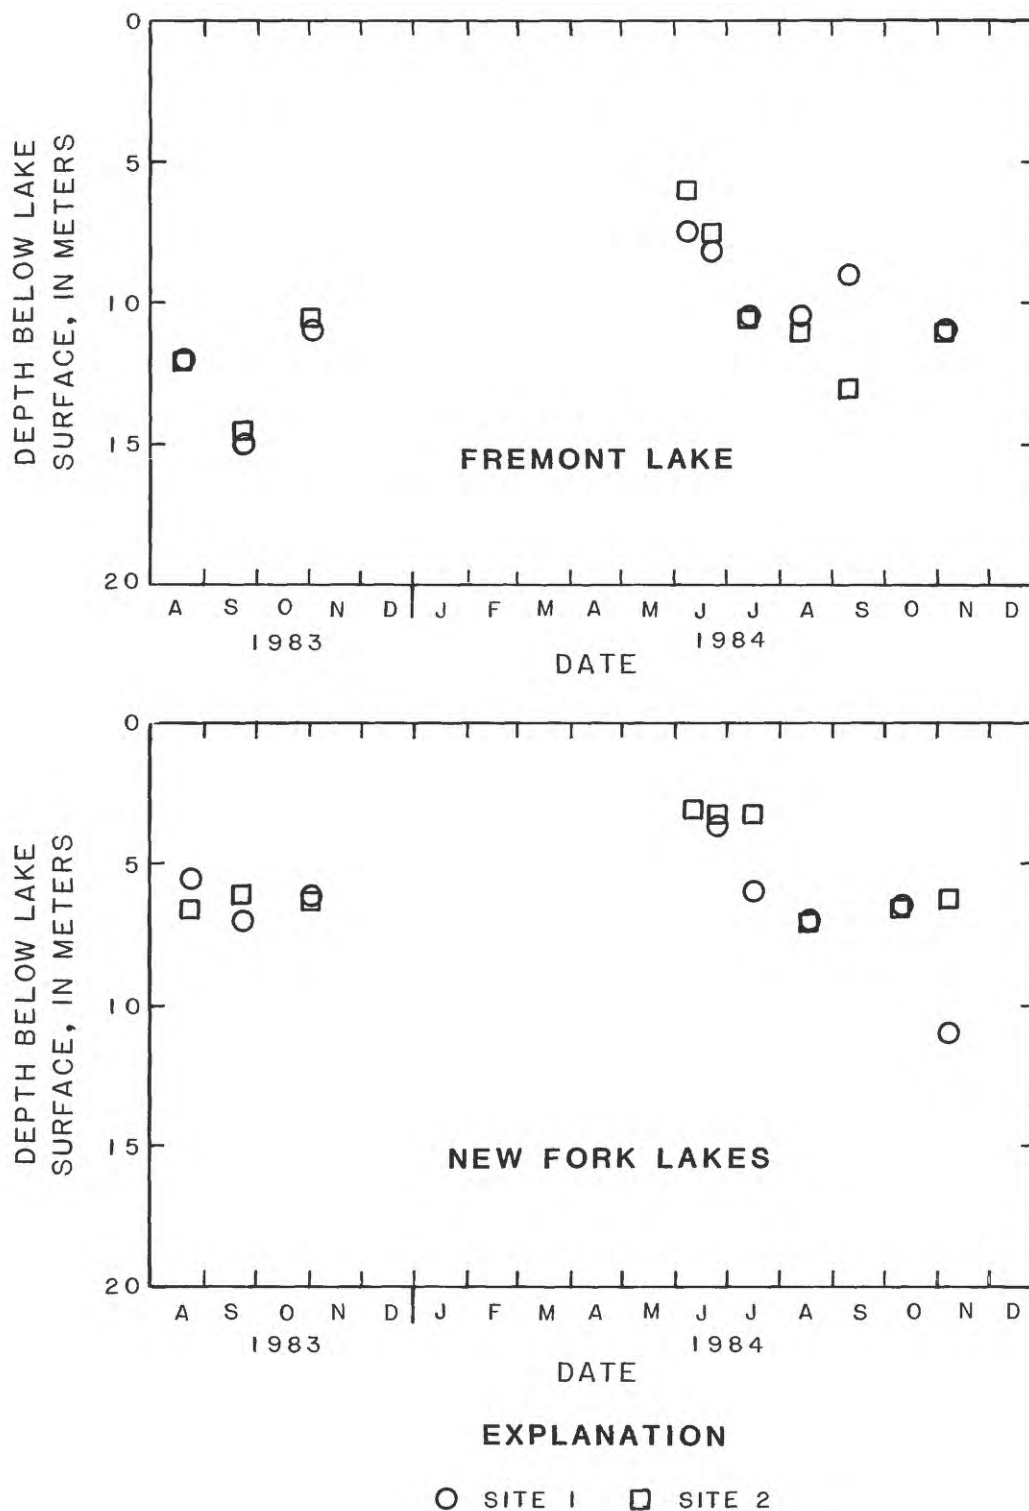 0
5
10
15
20
DEPTH BELOW LAKE
SURFACE, IN METERS
FREMONT LAKE
A S O N D J F M A M J J A S O N D
1983 1984
DATE
0
5
10
15
20
DEPTH BELOW LAKE
SURFACE, IN METERS
NEW FORK LAKES
A S O N D J F M A M J J A S O N D
1983 1984
DATE
EXPLANATION
SITE 1 SITE 2